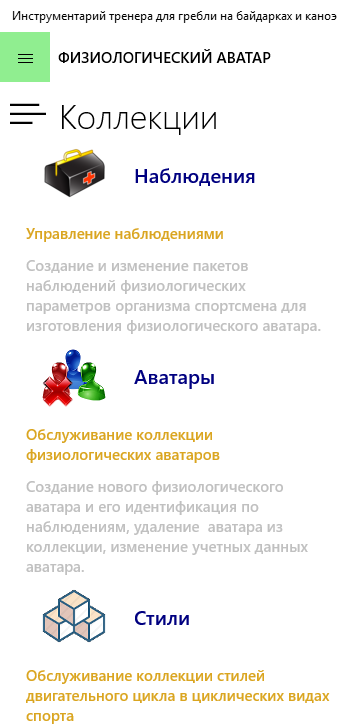 Инструментарий тренера для гребли на байдарках и каноэ
ФИЗИОЛОГИЧЕСКИЙ АВАТАР
Коллекции
Наблюдения
Управление наблюдениями
Создание и изменение пакетов
наблюдений физиологических
параметров организма спортсмена для
изготовления физиологического аватара.
Аватары
Обслуживание коллекции
физиологических аватаров
Создание нового физиологического
аватара и его идентификация по
наблюдениям, удаление  аватара из
коллекции, изменение учетных данных
аватара.
Стили
Обслуживание коллекции стилей
двигательного цикла в циклических видах
спорта